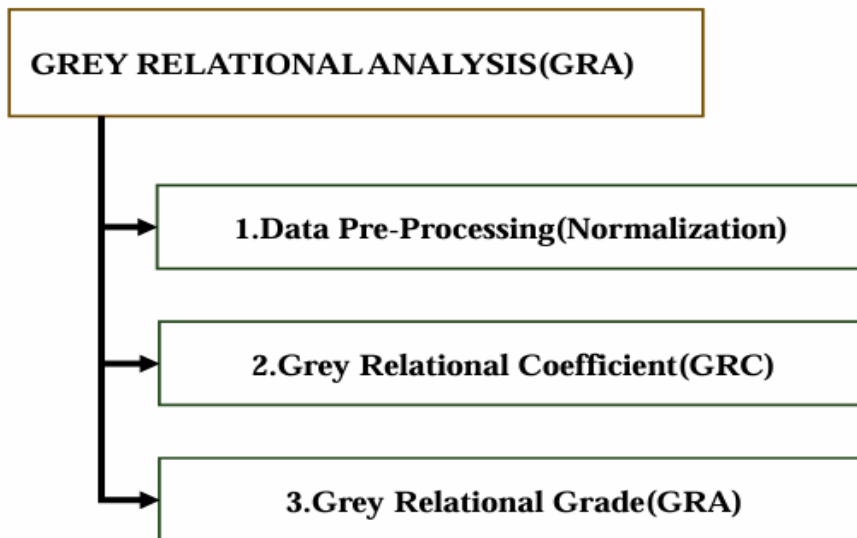 GREY RELATIONAL ANALYSIS(GRA)
1.Data Pre-Processing(Normalization)
2.Grey Relational Coefficient(GRC)
3.Grey Relational Grade(GRA)